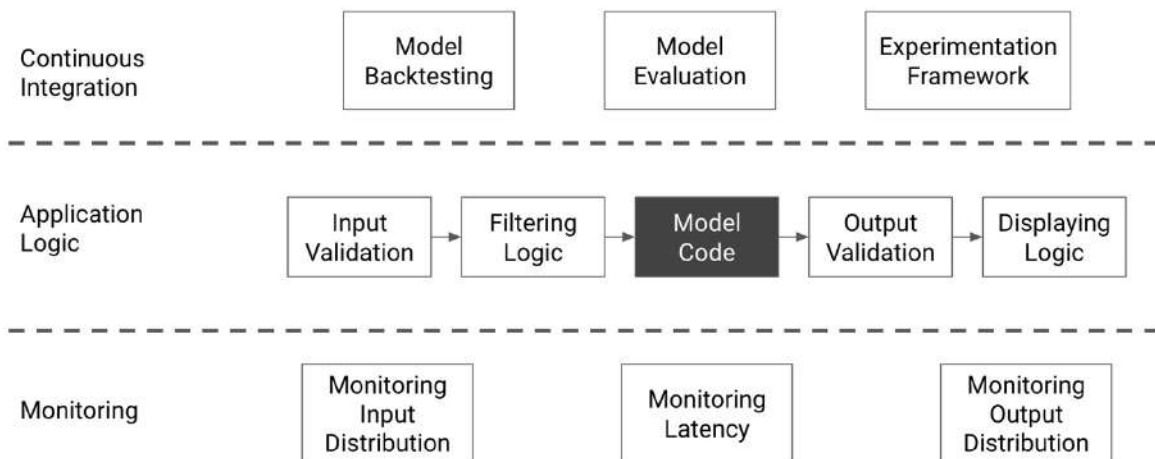 Continuous
Integration
Model
Backtesting
Model
Evaluation
Experimentation
Framework
Application
Logic
Input
Validation
Filtering
Logic
Model
Code
Output
Validation
Displaying
Logic
Monitoring
Monitoring
Input
Distribution
Monitoring
Latency
Monitoring
Output
Distribution